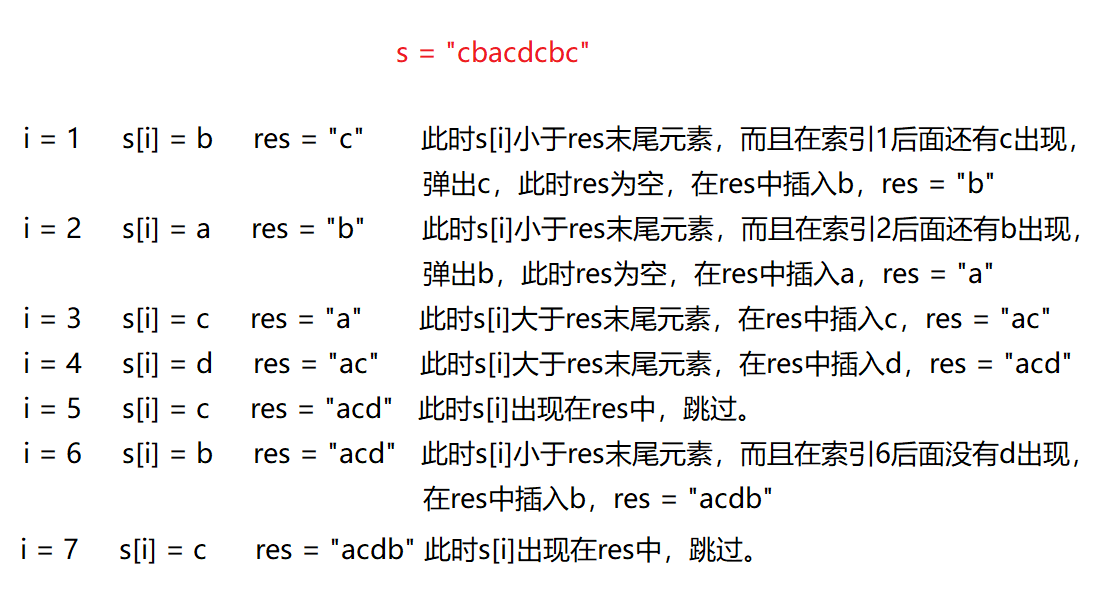 s = "cbacdcbc"
i = 1 s[i] = b res = "c" 此时s[i]小于res末尾元素，而且在索引1后面还有c出现，
弹出c，此时res为空，在res中插入b，res = "b"
i = 2 s[i] = a res = "b" 此时s[i]小于res末尾元素，而且在索引2后面还有b出现，
弹出b，此时res为空，在res中插入a，res = "a"
i = 3 s[i] = c res = "a" 此时s[i]大于res末尾元素，在res中插入c，res = "ac"
i = 4 s[i] = d res = "ac" 此时s[i]大于res末尾元素，在res中插入d，res = "acd"
i = 5 s[i] = c res = "acd" 此时s[i]出现在res中，跳过。
i = 6 s[i] = b res = "acd" 此时s[i]小于res末尾元素，而且在索引6后面没有d出现，
在res中插入b，res = "acdb"
i = 7 s[i] = c res = "acdb" 此时s[i]出现在res中，跳过。